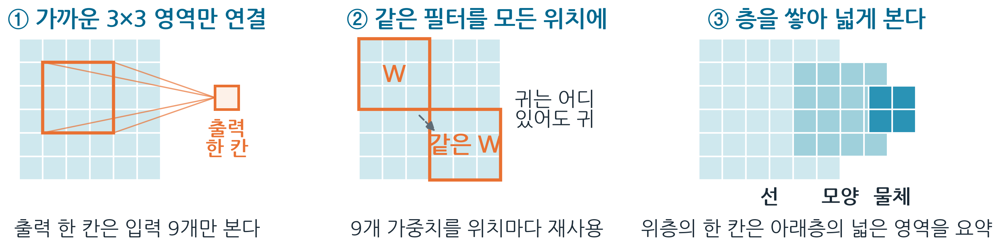 ① 가까운 3×3 영역만 연결
출력
한 칸
출력 한 칸은 입력 9개만 본다
② 같은 필터를 모든 위치에
W
같은 W
귀는 어디
있어도 귀
9개 가중치를 위치마다 재사용
③ 층을 쌓아 넓게 본다
선 모양 물체
위층의 한 칸은 아래층의 넓은 영역을 요약